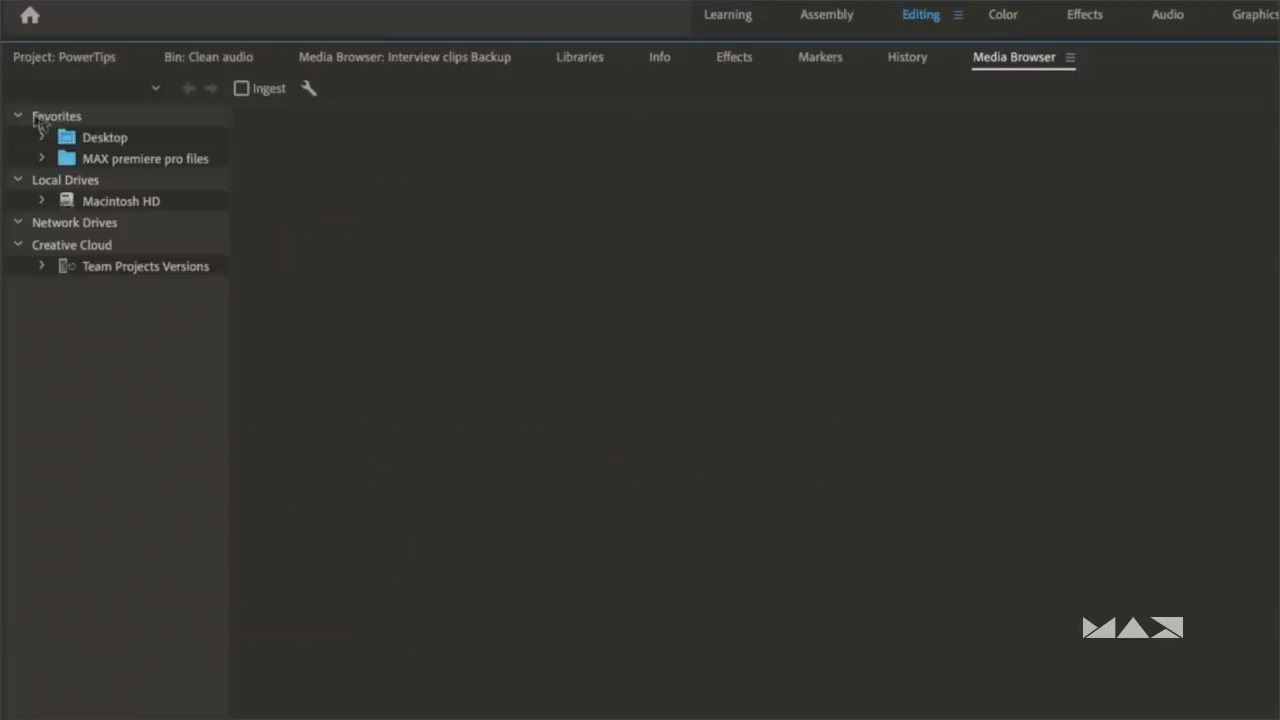 Learning Assembly Editing Color Effects Audio Graphics
Project: PowerTips Bin: Clean audio Media Browser: Interview clips Backup Libraries Info Effects Markers History Media Browser
Ingest
Favorites
Desktop
MAX premiere pro files
Local Drives
Macintosh HD
Network Drives
Creative Cloud
Team Projects Versions
MAX